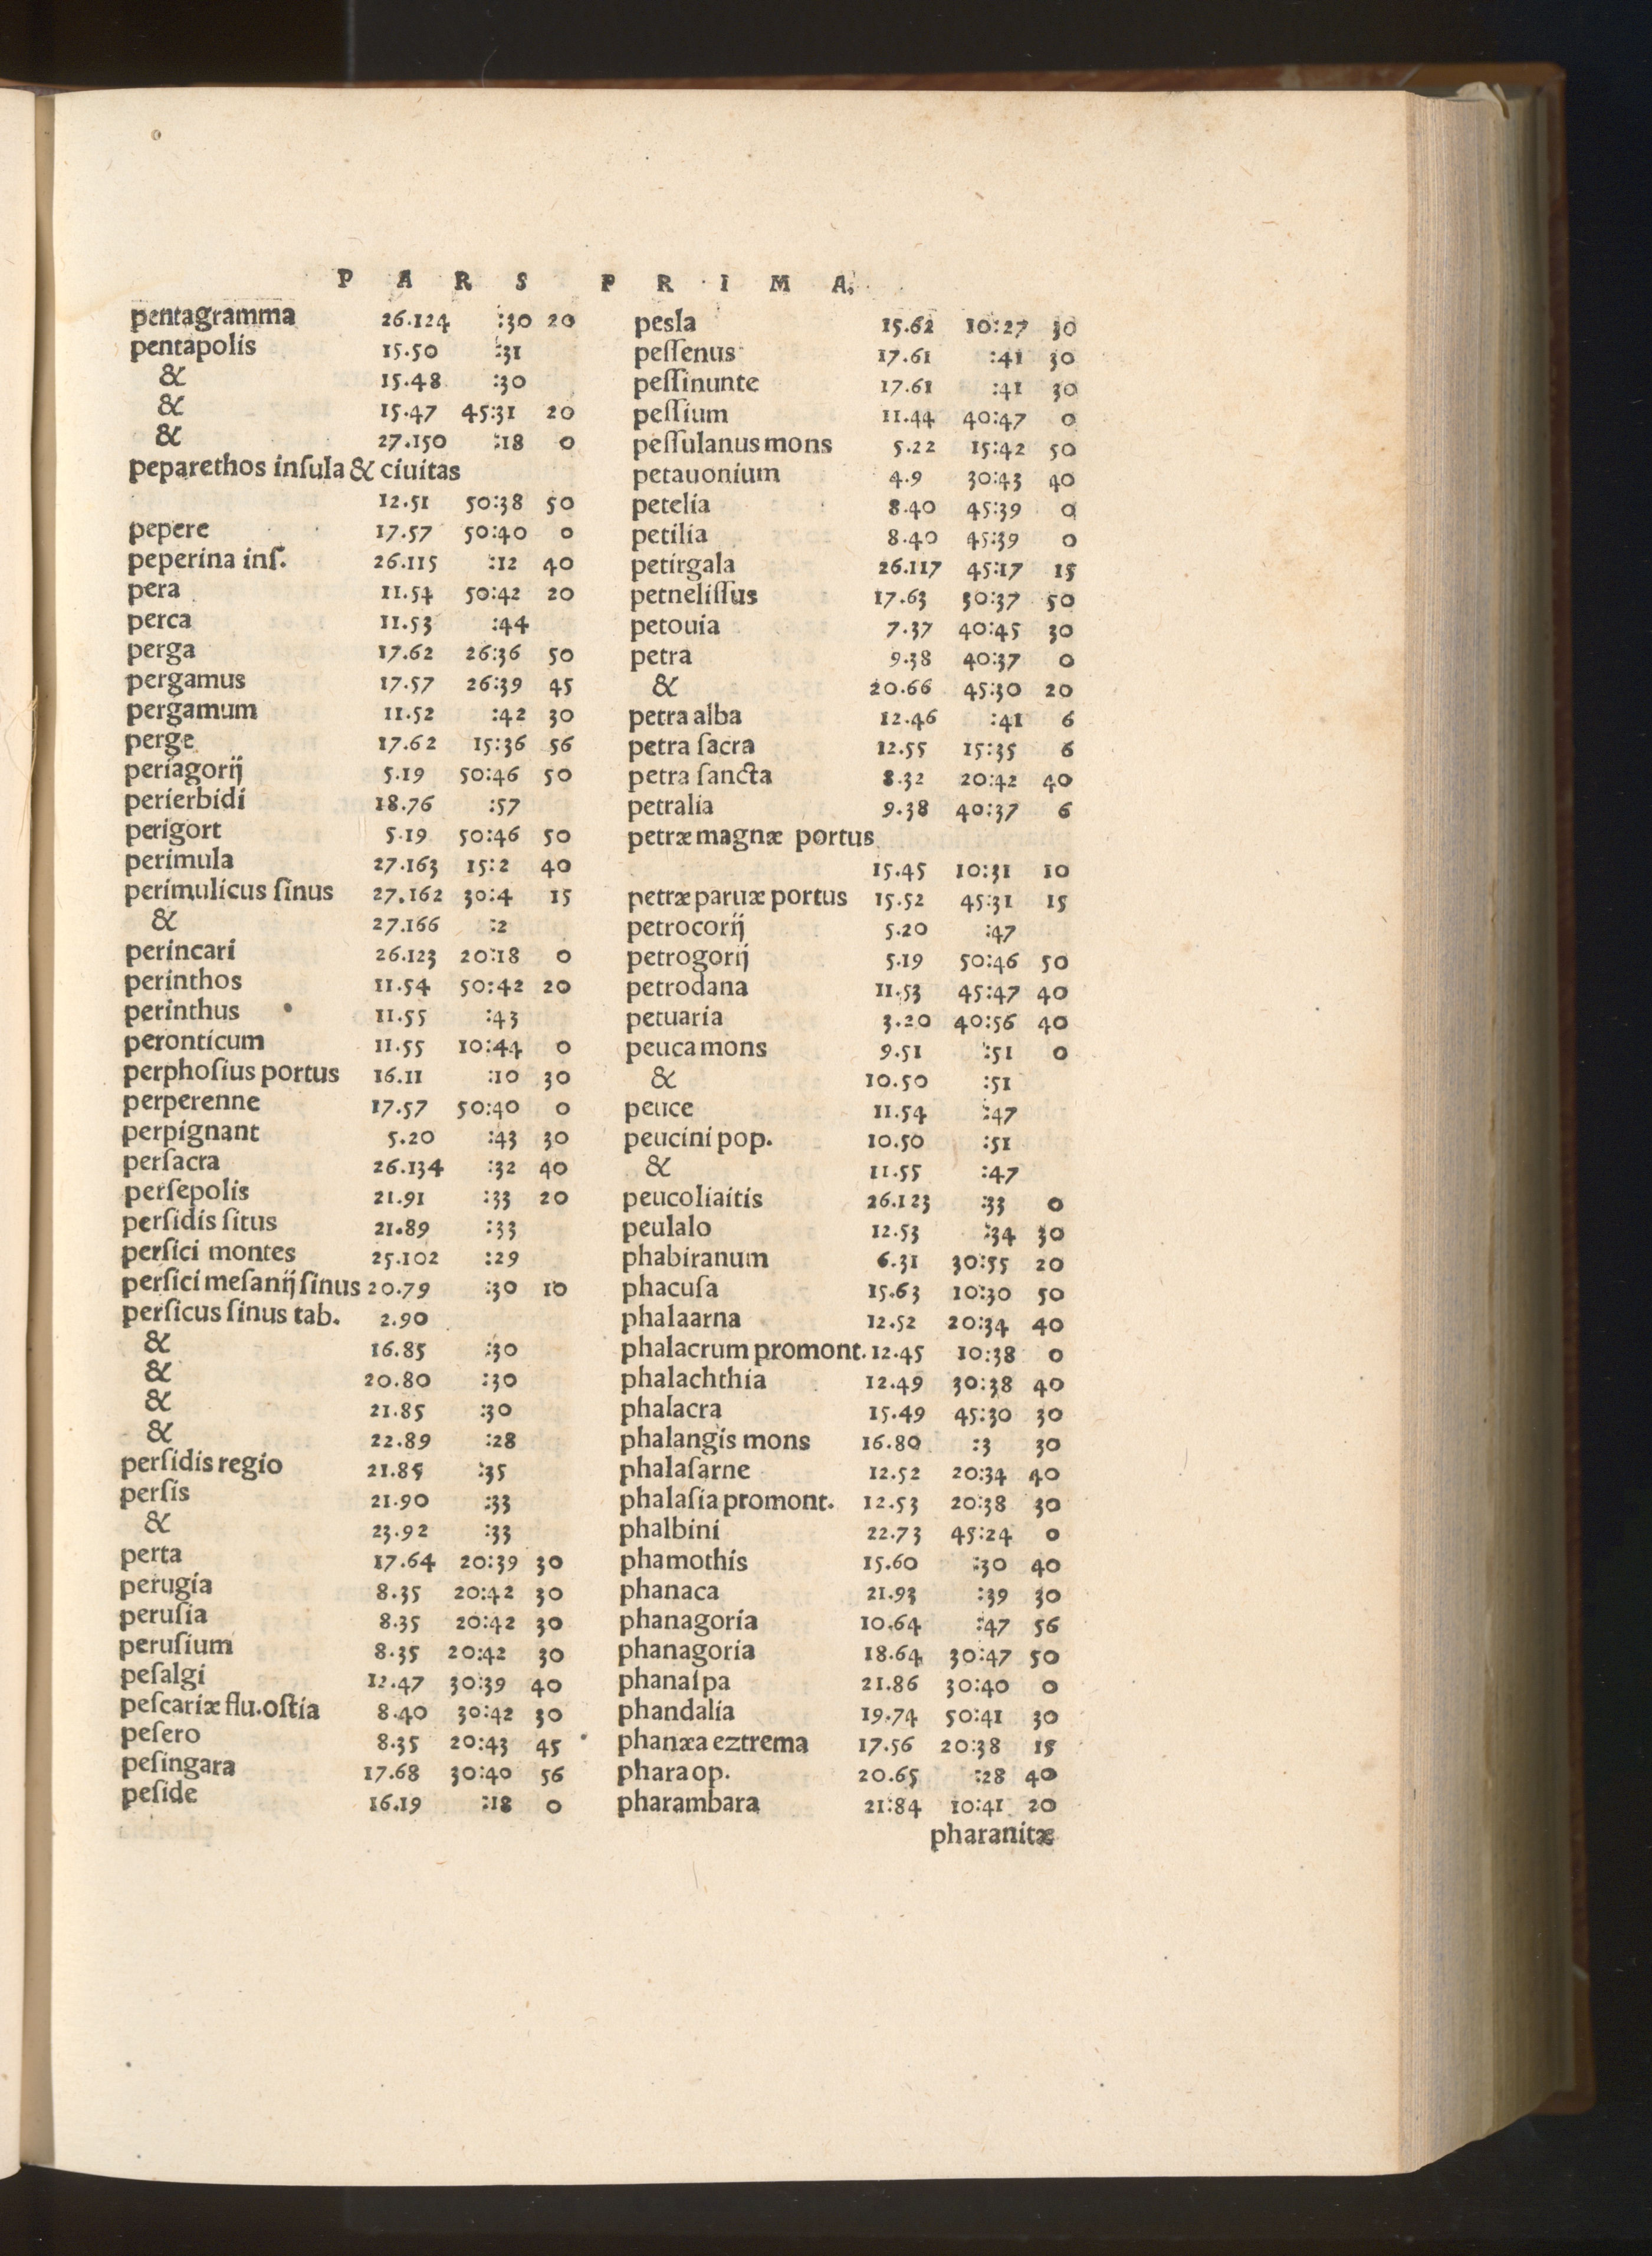 PARS PRIMA.
pentagramma 26.124 :30 20
pentapolis 15.50 :31
& 15.48 :30
& 15.47 45:31 20
& 27.150 :18 0
peparethos inſula & ciuitas
12.51 50:38 50
pepere 17.57 50:40 0
peperina inſ. 26.115 :12 40
pera 11.54 50:42 20
perca 11.53 :44
perga 17.62 26:36 50
pergamus 17.57 26:39 45
pergamum 11.52 :42 30
perge 17.62 15:36 56
periagorij 5.19 50:46 50
perierbidi 18.76 :57
perigort 5.19 50:46 50
perimula 27.163 15:2 40
perimulicus ſinus 27.162 30:4 15
& 27.166 :2
perincari 26.123 20:18 0
perinthos 11.54 50:42 20
perinthus 11.55 :43
peronticum 11.55 10:44 0
perphoſius portus 16.11 :10 30
perperenne 17.57 50:40 0
perpignant 5.20 :43 30
perſacra 26.134 :32 40
perſepolis 21.91 :33 20
perſidis ſitus 21.89 :33
perſici montes 25.102 :29
perſici meſanij ſinus 20.79 :30 10
perſicus ſinus tab. 2.90
& 16.85 :30
& 20.80 :30
& 21.85 :30
& 22.89 :28
perſidis regio 21.85 :35
perſis 21.90 :33
& 23.92 :33
perta 17.64 20:39 30
perugia 8.35 20:42 30
peruſia 8.35 20:42 30
peruſium 8.35 20:42 30
peſalgi 12.47 30:39 40
peſcariæ flu.oſtia 8.40 30:42 30
peſero 8.35 20:43 45
peſingara 17.68 30:40 56
peſide 16.19 :18 0
pesla 15.62 10:27 30
peſſenus 17.61 :41 30
peſſinunte 17.61 :41 30
peſſium 11.44 40:47 0
peſſulanus mons 5.22 15:42 50
petauonium 4.9 30:43 40
petelia 8.40 45:39 0
petilia 8.40 45:39 0
petirgala 26.117 45:17 15
petneliſſus 17.63 30:37 50
petouia 7.37 40:45 30
petra 9.38 40:37 0
& 20.66 45:30 20
petra alba 12.46 :41 6
petra ſacra 12.55 15:35 6
petra ſancta 8.32 20:42 40
petralia 9.38 40:37 6
petræ magnæ portus
15.45 10:31 10
petræ paruæ portus 15.52 45:31 15
petrocorij 5.20 :47
petrogorij 5.19 50:46 50
petrodana 11.53 45:47 40
petuaria 3.20 40:56 40
peuca mons 9.51 :51 0
& 10.50 :51
peuce 11.54 :47
peucini pop. 10.50 :51
& 11.55 :47
peucoliaitis 26.123 :33 0
peulalo 12.53 :34 30
phabiranum 6.31 30:55 20
phacuſa 15.63 10:30 50
phalaarna 12.52 20:34 40
phalacrum promont. 12.45 10:38 0
phalachthia 12.49 30:38 40
phalacra 15.49 45:30 30
phalangis mons 16.80 :3 30
phalaſarne 12.52 20:34 40
phalaſia promont. 12.53 20:38 30
phalbini 22.73 45:24 0
phamothis 15.60 :30 40
phanaca 21.93 :39 30
phanagoria 10.64 :47 56
phanagoria 18.64 30:47 50
phanaſpa 21.86 30:40 0
phandalia 19.74 50:41 30
phanæa eztrema 17.56 20:38 15
phara op. 20.65 :28 40
pharambara 21:84 10:41 20
pharanitæ